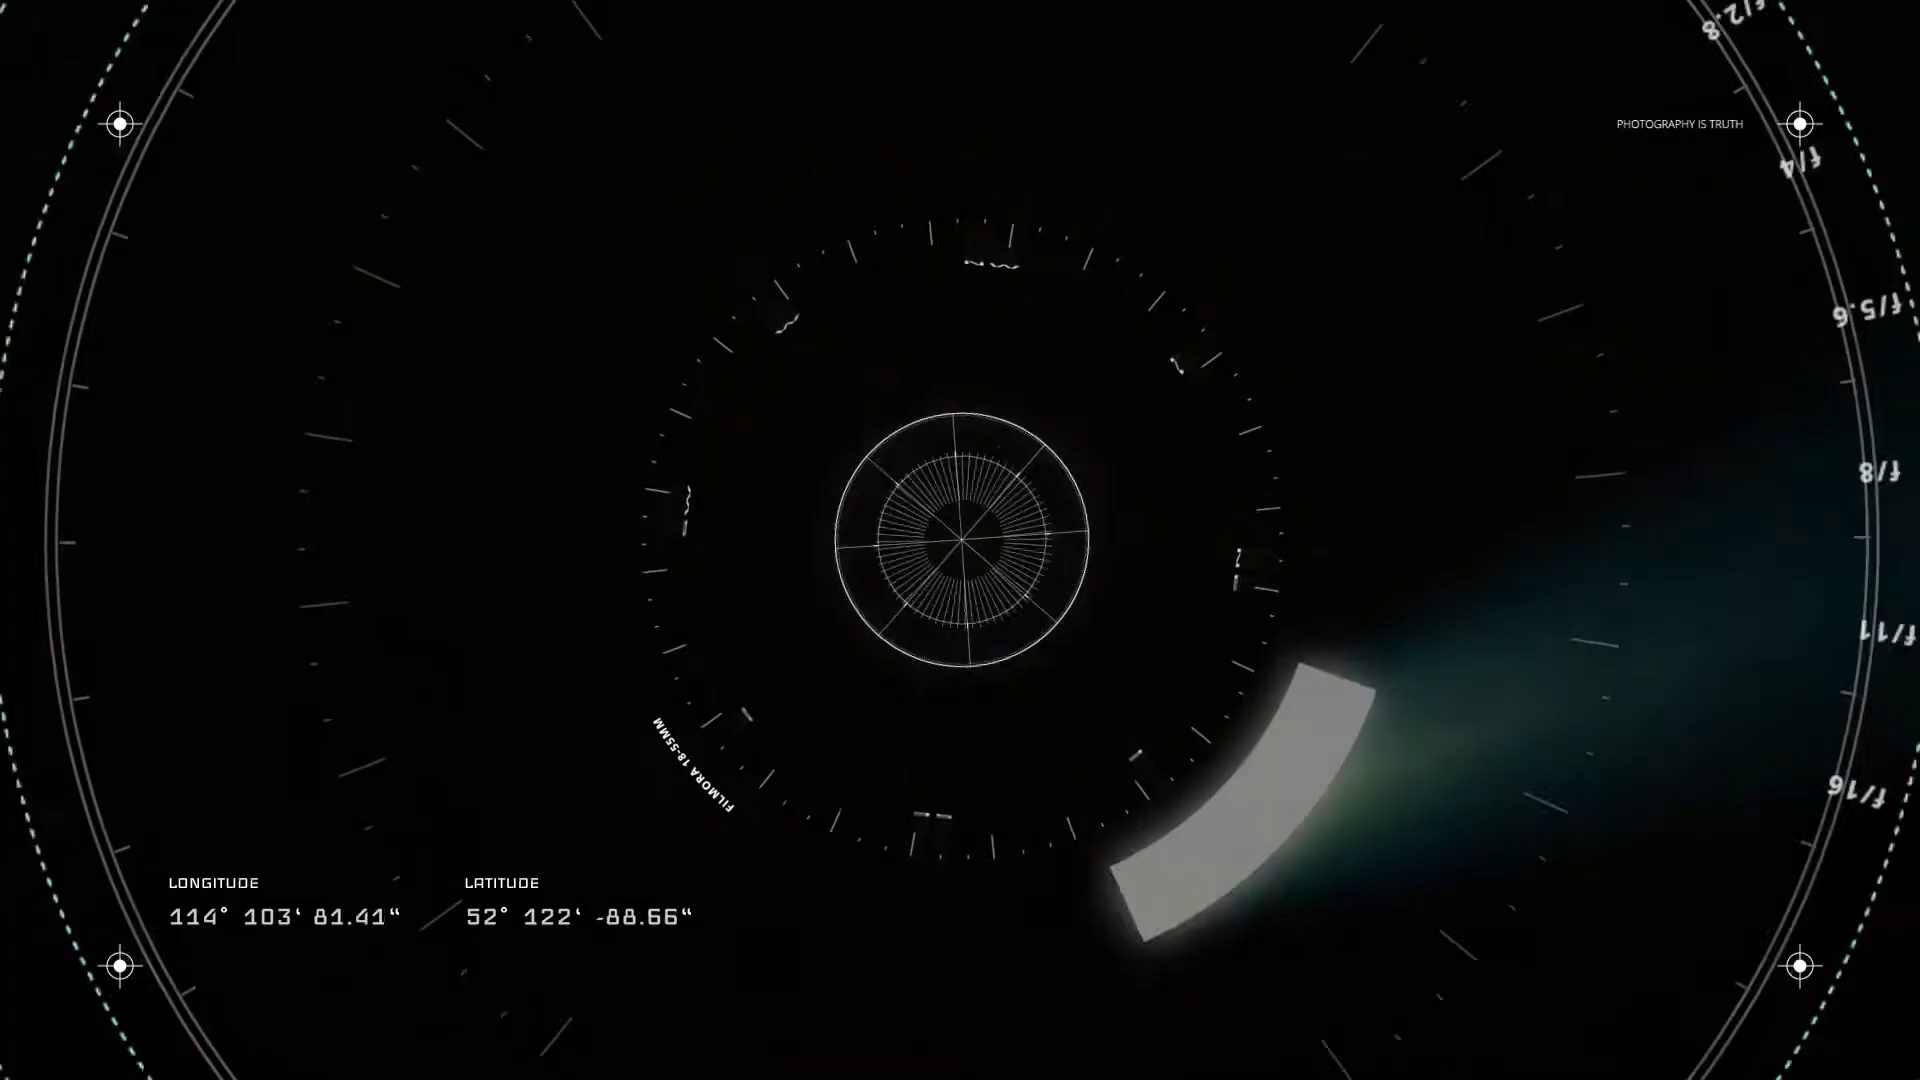 f/2.8
PHOTOGRAPHY IS TRUTH
f/4
f/5.6
f/8
f/11
FILMORA 18-55MM
f/16
LONGITUDE
114° 103‘ 81.41“
LATITUDE
52° 122‘ -88.66“